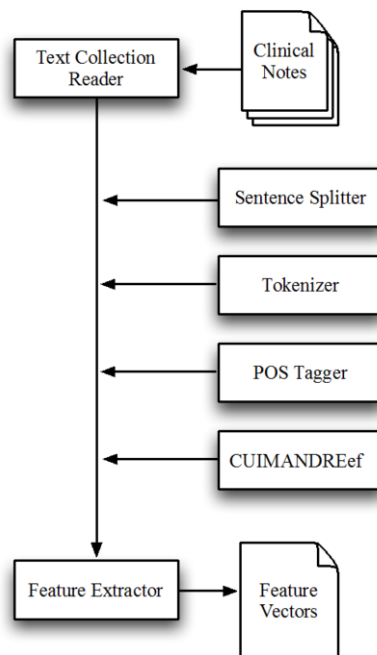 Text Collection
Reader
Clinical
Notes
Sentence Splitter
Tokenizer
POS Tagger
CUIMANDREef
Feature Extractor
Feature
Vectors